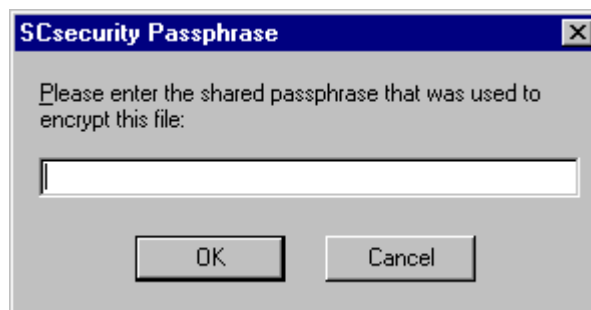 SCsecurity Passphrase
Please enter the shared passphrase that was used to
encrypt this file:
OK
Cancel